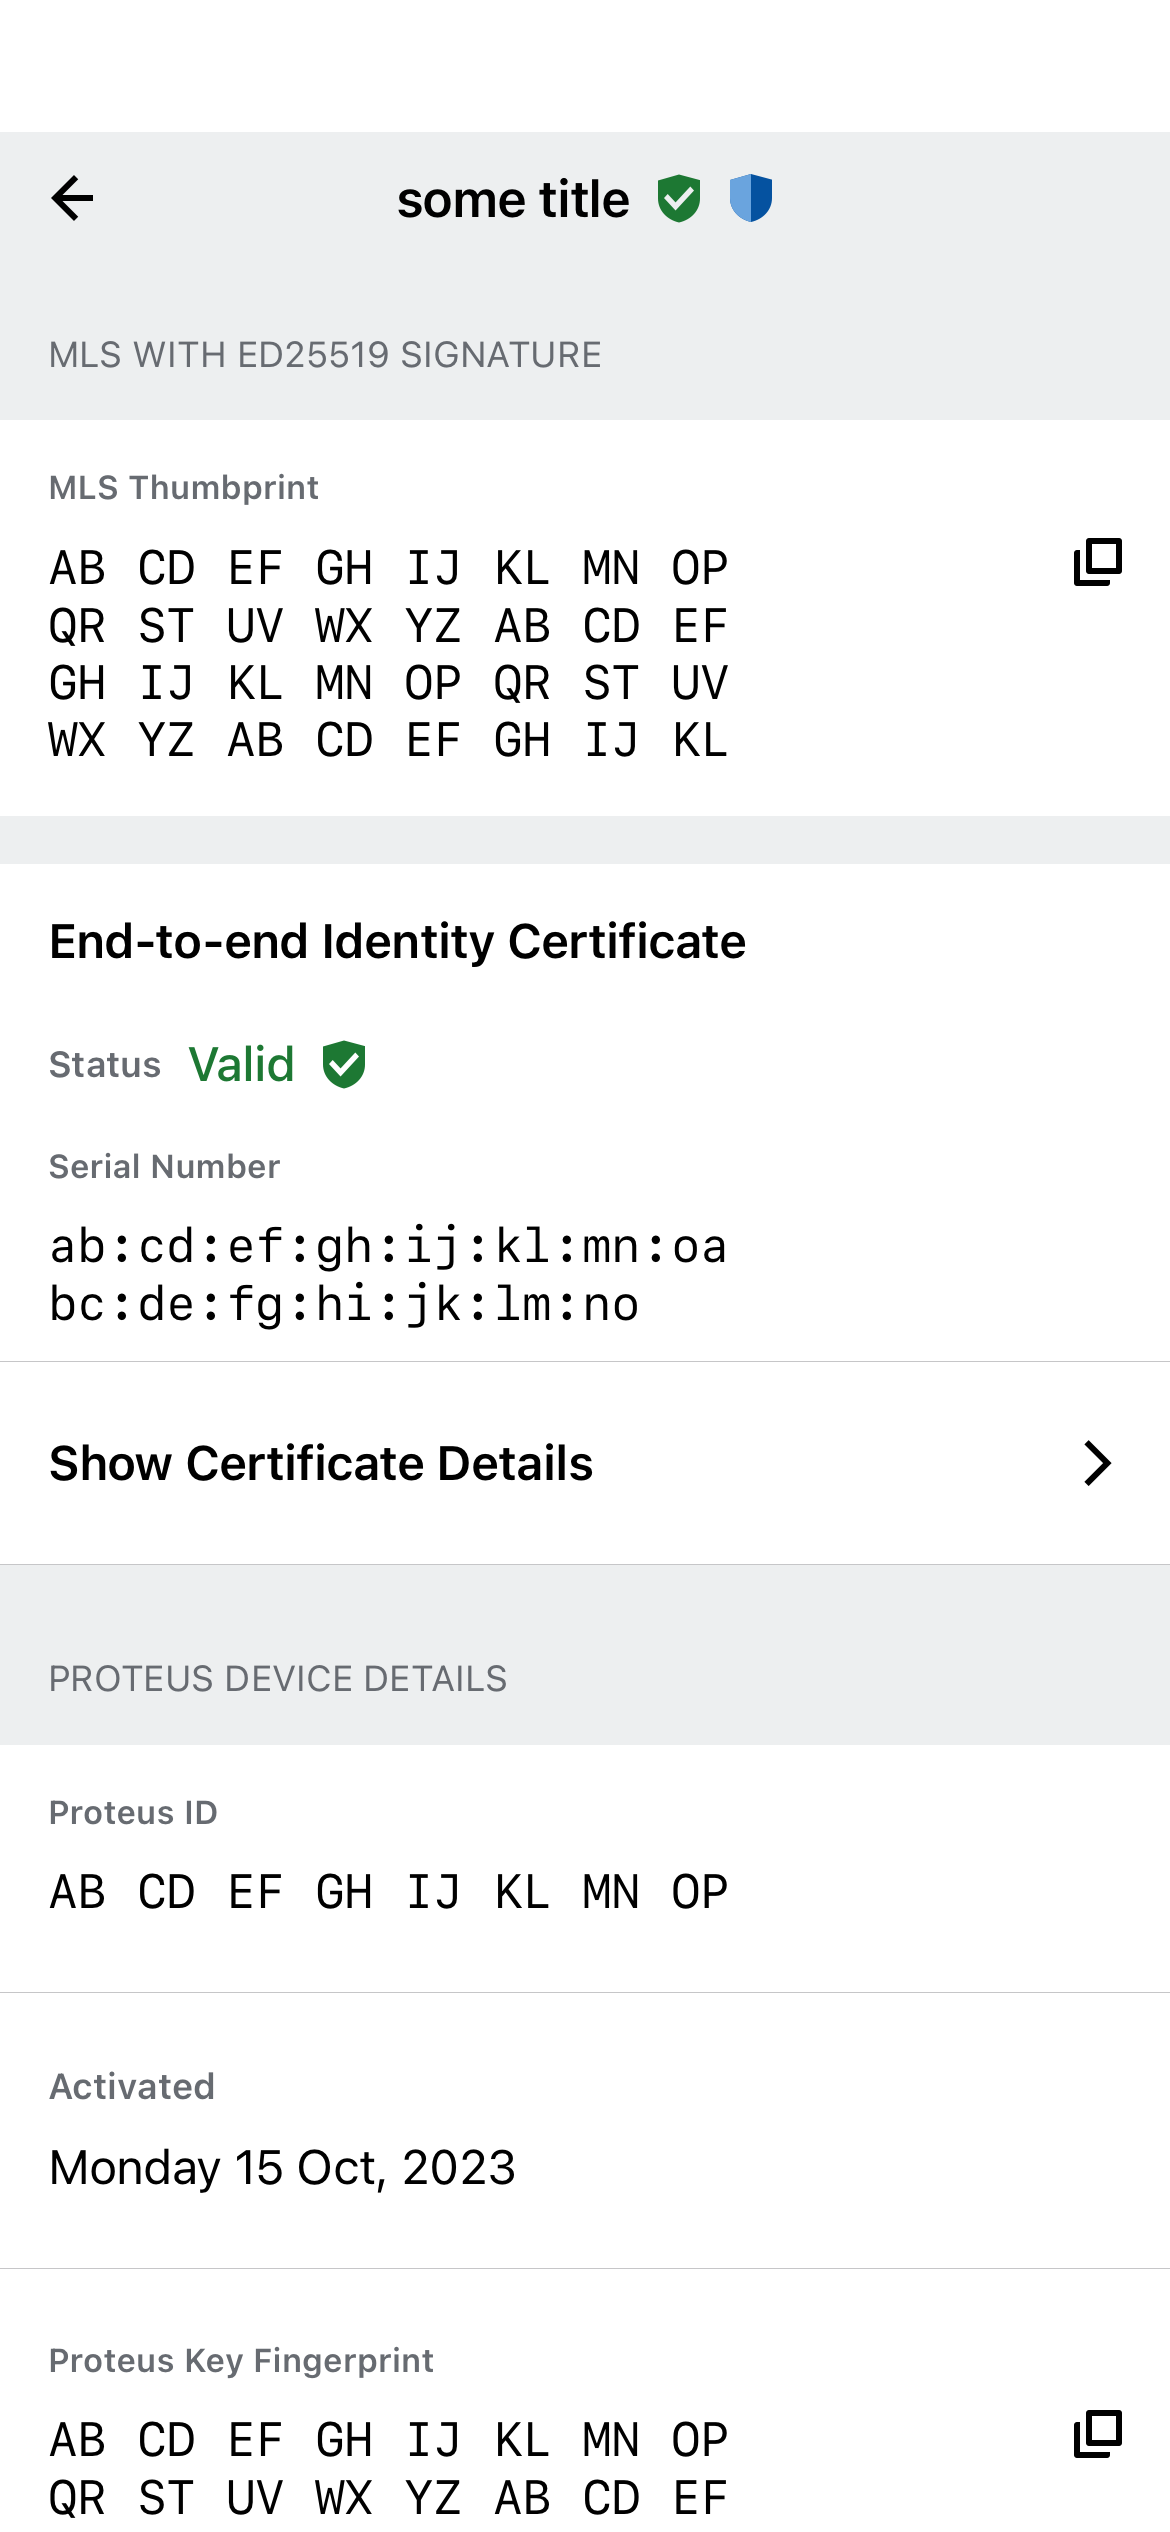 some title
MLS WITH ED25519 SIGNATURE
MLS Thumbprint
AB CD EF GH IJ KL MN OP
QR ST UV WX YZ AB CD EF
GH IJ KL MN OP QR ST UV
WX YZ AB CD EF GH IJ KL
End-to-end Identity Certificate
Status Valid
Serial Number
ab:cd:ef:gh:ij:kl:mn:oa
bc:de:fg:hi:jk:lm:no
Show Certificate Details
PROTEUS DEVICE DETAILS
Proteus ID
AB CD EF GH IJ KL MN OP
Activated
Monday 15 Oct, 2023
Proteus Key Fingerprint
AB CD EF GH IJ KL MN OP
QR ST UV WX YZ AB CD EF